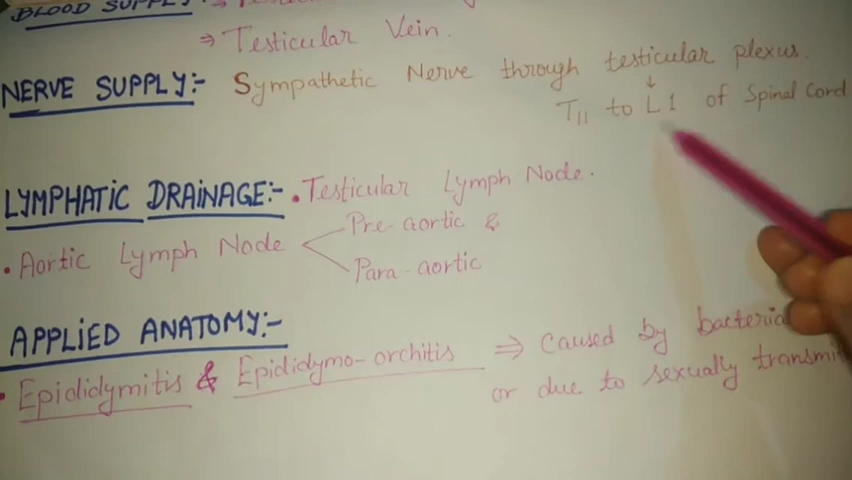 BLOOD SUPPLY:-
⇒ Testicular Vein.
NERVE SUPPLY:- Sympathetic Nerve through testicular plexus.
↓
T11 to L1 of Spinal Cord
LYMPHATIC DRAINAGE:- •Testicular Lymph Node.
•Aortic Lymph Node Pre-aortic &
Para-aortic
APPLIED ANATOMY:-
•Epididymitis & Epididymo-orchitis ⇒ caused by bacteria
or due to sexually transmi